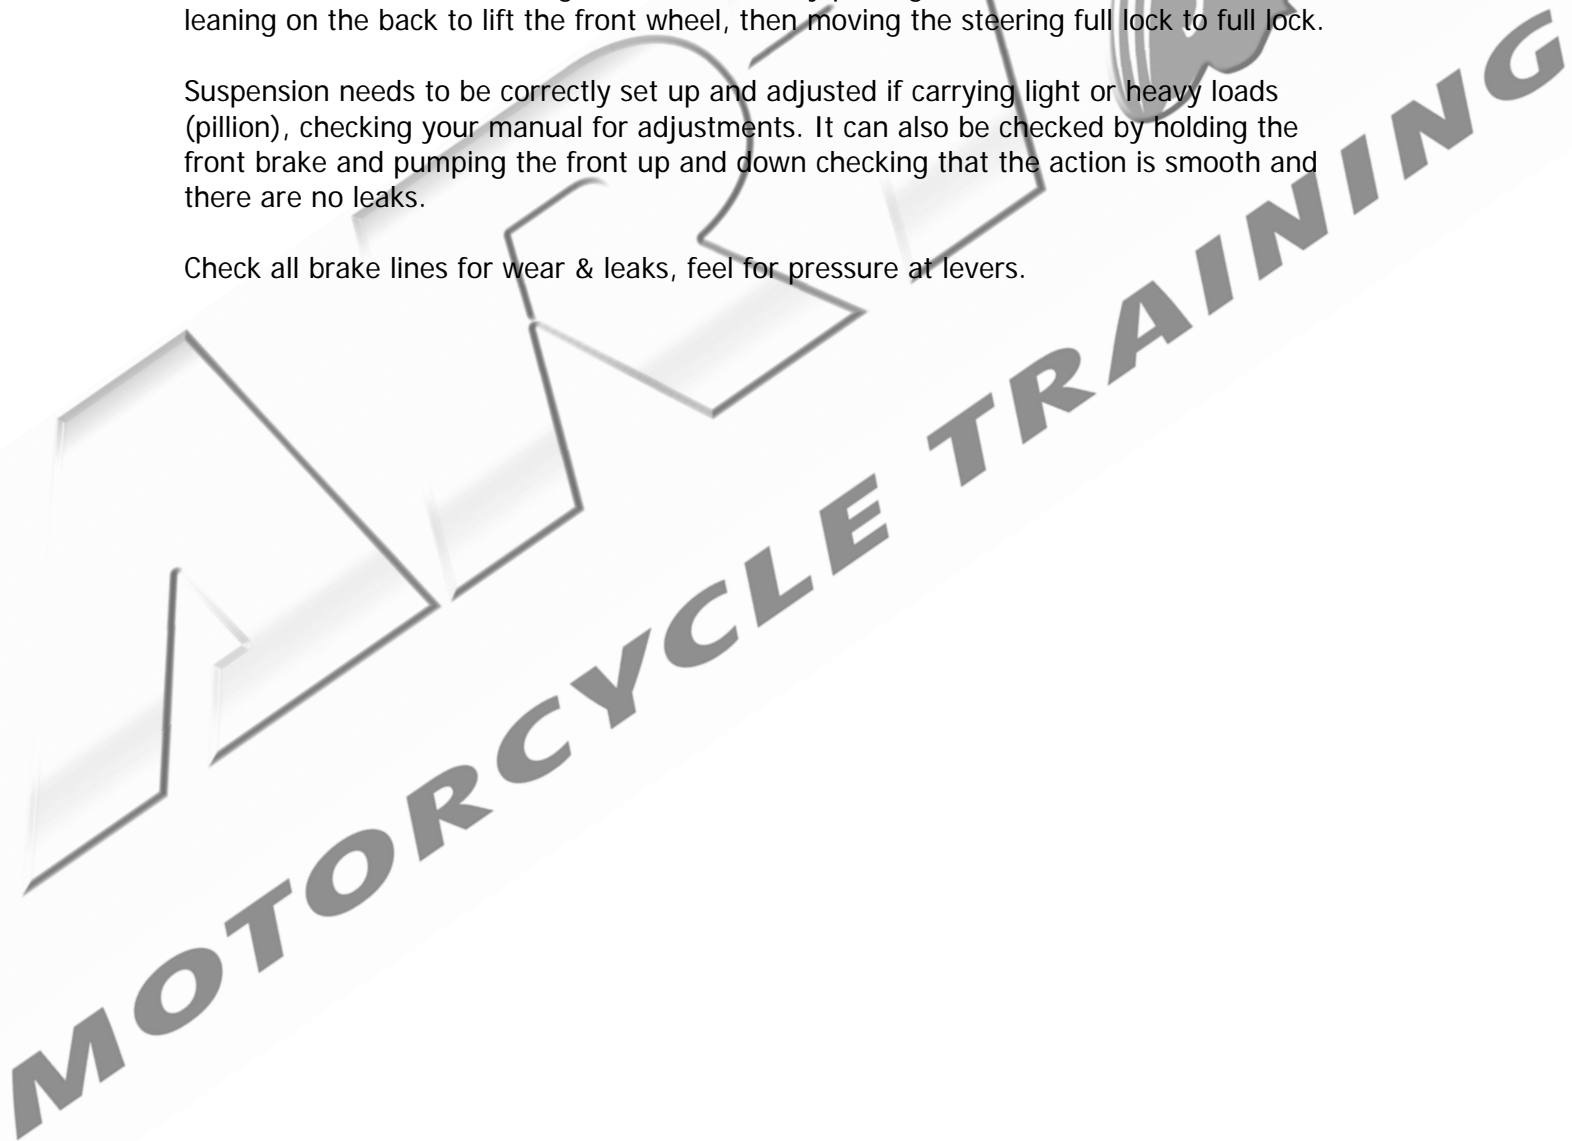 leaning on the back to lift the front wheel, then moving the steering full lock to full lock.
Suspension needs to be correctly set up and adjusted if carrying light or heavy loads
(pillion), checking your manual for adjustments. It can also be checked by holding the
front brake and pumping the front up and down checking that the action is smooth and
there are no leaks.
Check all brake lines for wear & leaks, feel for pressure at levers.
MOTORCYCLE TRAINING